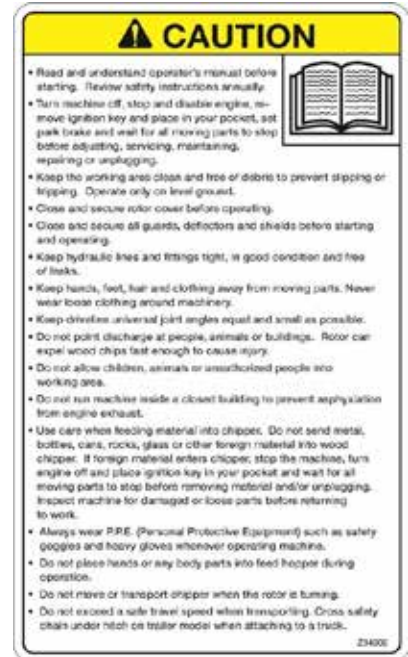 CAUTION
• Read and understand operator's manual before
starting. Review safety instructions annually.
• Turn machine off, stop and disable engine, re-
move ignition key and place in your pocket, set
park brake and wait for all moving parts to stop
before adjusting, servicing, maintaining,
repairing or unplugging.
• Keep the working area clean and free of debris to prevent slipping or
tripping. Operate only on level ground.
• Close and secure rotor cover before operating.
• Close and secure all guards, deflectors and shields before starting
and operating.
• Keep hydraulic lines and fittings tight, in good condition and free
of leaks.
• Keep hands, feet, hair and clothing away from moving parts. Never
wear loose clothing around machinery.
• Keep driveline universal joint angles equal and small as possible.
• Do not point discharge at people, animals or buildings. Rotor can
expel wood chips fast enough to cause injury.
• Do not allow children, animals or unauthorized people into
working area.
• Do not run machine inside a closed building to prevent asphyxiation
from engine exhaust.
• Use care when feeding material into chipper. Do not send metal,
bottles, cans, rocks, glass or other foreign material into wood
chipper. If foreign material enters chipper, stop the machine, turn
engine off and place ignition key in your pocket and wait for all
moving parts to stop before removing material and/or unplugging.
Inspect machine for damaged or loose parts before returning
to work.
• Always wear P.P.E. (Personal Protective Equipment) such as safety
goggles and heavy gloves whenever operating machine.
• Do not place hands or any body parts into feed hopper during
operation.
• Do not move or transport chipper when the rotor is turning.
• Do not exceed a safe travel speed when transporting. Cross safety
chain under hitch on trailer model when attaching to a truck.